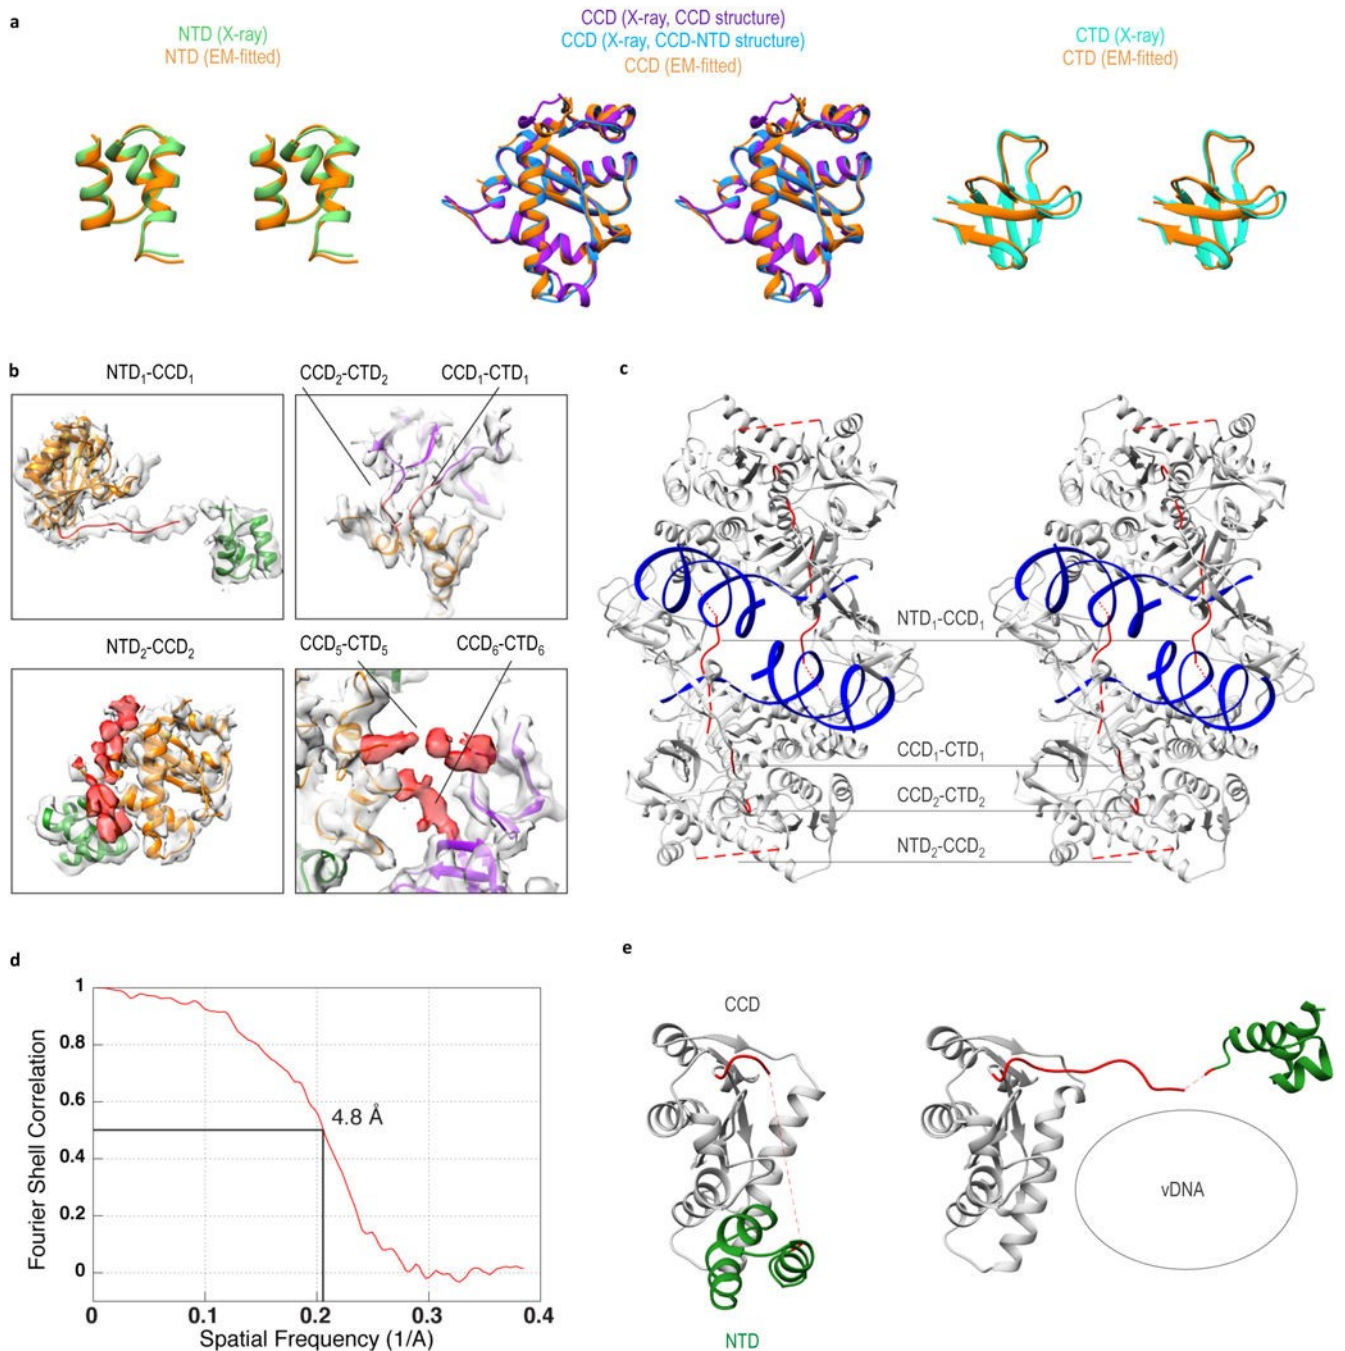 a
NTD (X-ray)
NTD (EM-fitted)
CCD (X-ray, CCD structure)
CCD (X-ray, CCD-NTD structure)
CCD (EM-fitted)
CTD (X-ray)
CTD (EM-fitted)
b
NTD₁-CCD₁
CCD₂-CTD₂
CCD₁-CTD₁
NTD₂-CCD₂
CCD₅-CTD₅
CCD₆-CTD₆
c
NTD₁-CCD₁
CCD₁-CTD₁
CCD₂-CTD₂
NTD₂-CCD₂
d
Fourier Shell Correlation
1
0.8
0.6
0.4
0.2
0
4.8 Å
0
0.1
0.2
0.3
0.4
Spatial Frequency (1/A)
e
CCD
NTD
vDNA